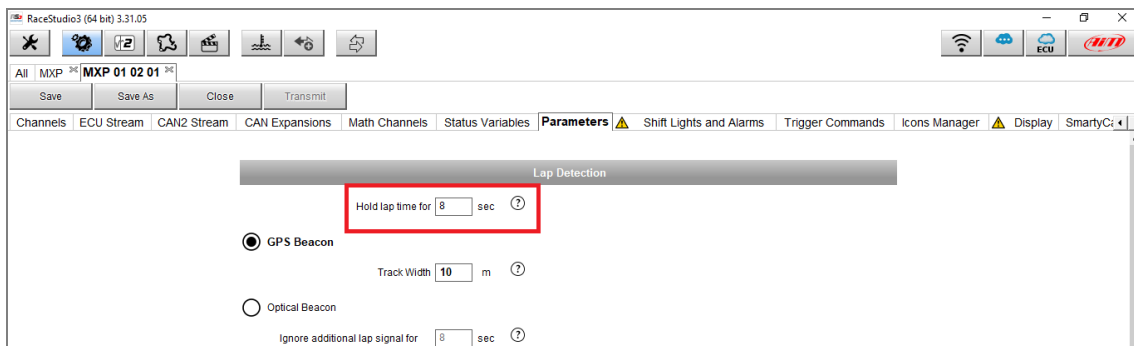 RaceStudio3 (64 bit) 3.31.05
ECU
AiM
All MXP MXP 01 02 01
Save Save As Close Transmit
Channels ECU Stream CAN2 Stream CAN Expansions Math Channels Status Variables Parameters Shift Lights and Alarms Trigger Commands Icons Manager Display
Lap Detection
Hold lap time for 8 sec ?
GPS Beacon
Track Width 10 m ?
Optical Beacon
Ignore additional lap signal for 8 sec ?